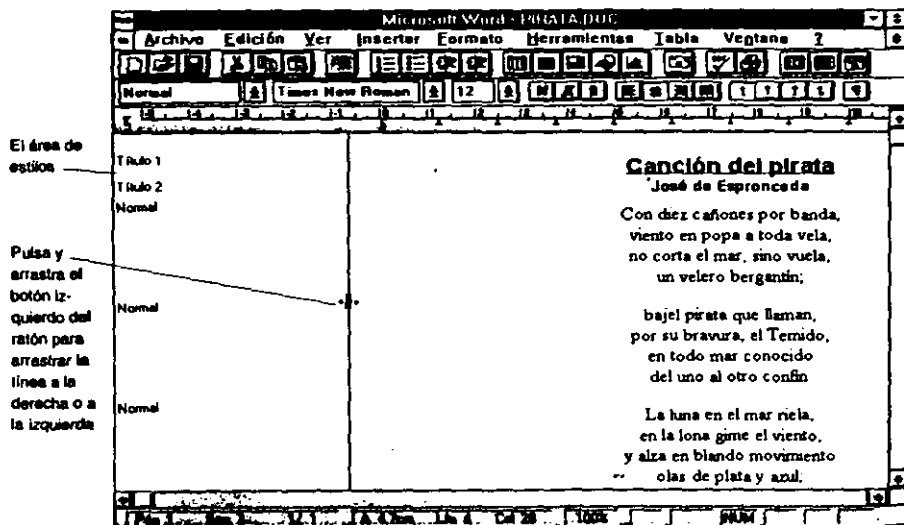 Microsoft Word - PIRATA.DOC
Archivo Edición Ver Insertar Formato Herramientas Tabla Ventana ?
Normal Times New Roman 12
El área de
estilos
Pulsa y
arrastra el
botón iz-
quierdo del
ratón para
arrastrar la
línea a la
derecha o a
la izquierda
Título 1
Título 2
Normal
Normal
Normal
Canción del pirata
José de Espronceda
Con diez cañones por banda,
viento en popa a toda vela,
no corta el mar, sino vuela,
un velero bergantín;
bajel pirata que llaman,
por su bravura, el Temido,
en todo mar conocido
del uno al otro confín
La luna en el mar riela,
en la lona gime el viento,
y alza en blando movimiento
olas de plata y azul;
Col 28 100% NUM